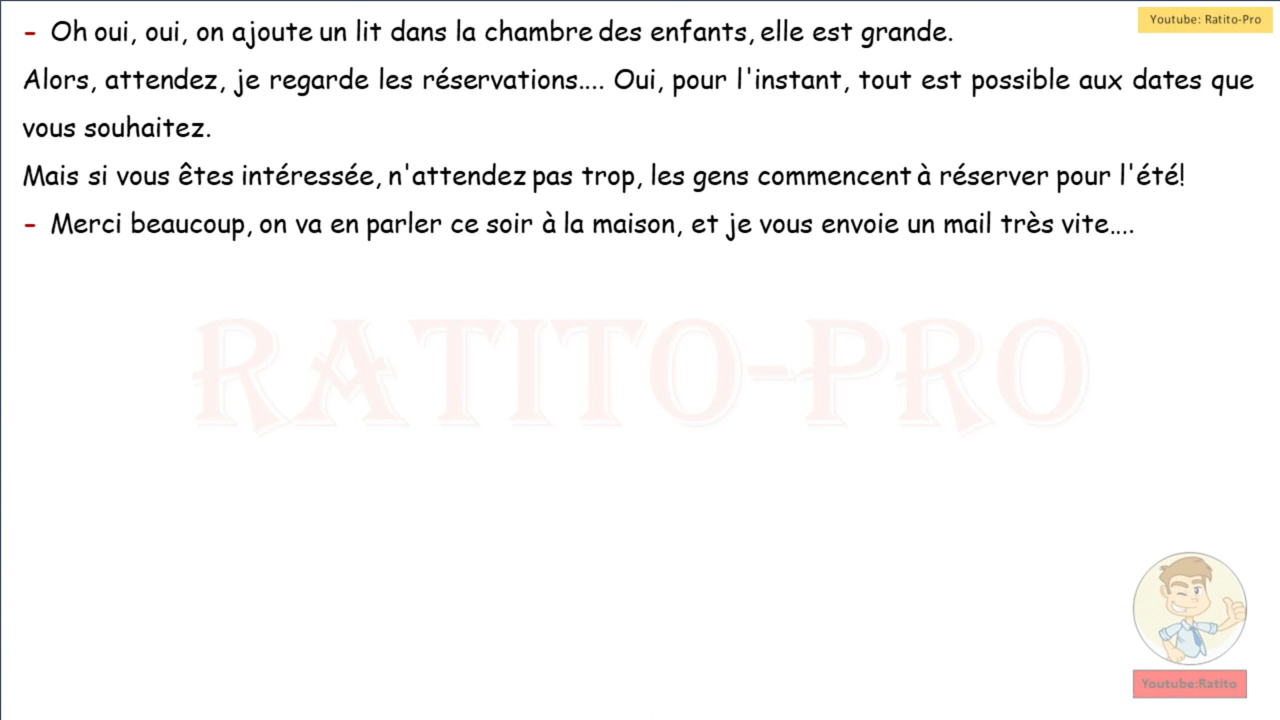 Youtube: Ratito-Pro
- Oh oui, oui, on ajoute un lit dans la chambre des enfants, elle est grande.
Alors, attendez, je regarde les réservations.... Oui, pour l'instant, tout est possible aux dates que
vous souhaitez.
Mais si vous êtes intéressée, n'attendez pas trop, les gens commencent à réserver pour l'été!
- Merci beaucoup, on va en parler ce soir à la maison, et je vous envoie un mail très vite....
RATITO-PRO
Youtube:Ratito